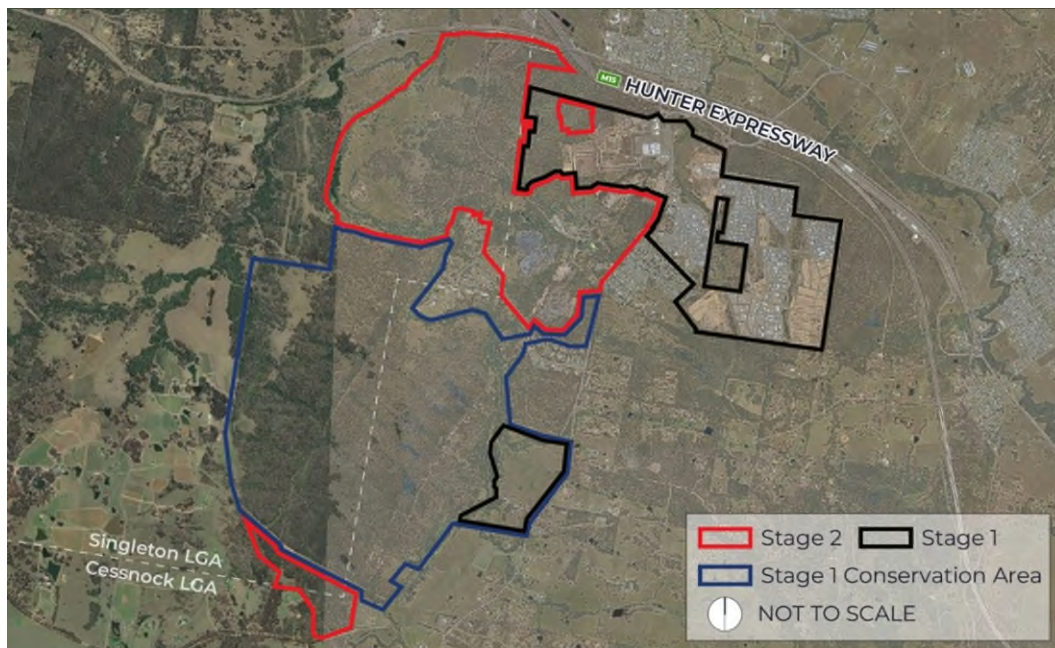 M15 HUNTER EXPRESSWAY
Singleton LGA
Cessnock LGA
Stage 2
Stage 1
Stage 1 Conservation Area
NOT TO SCALE